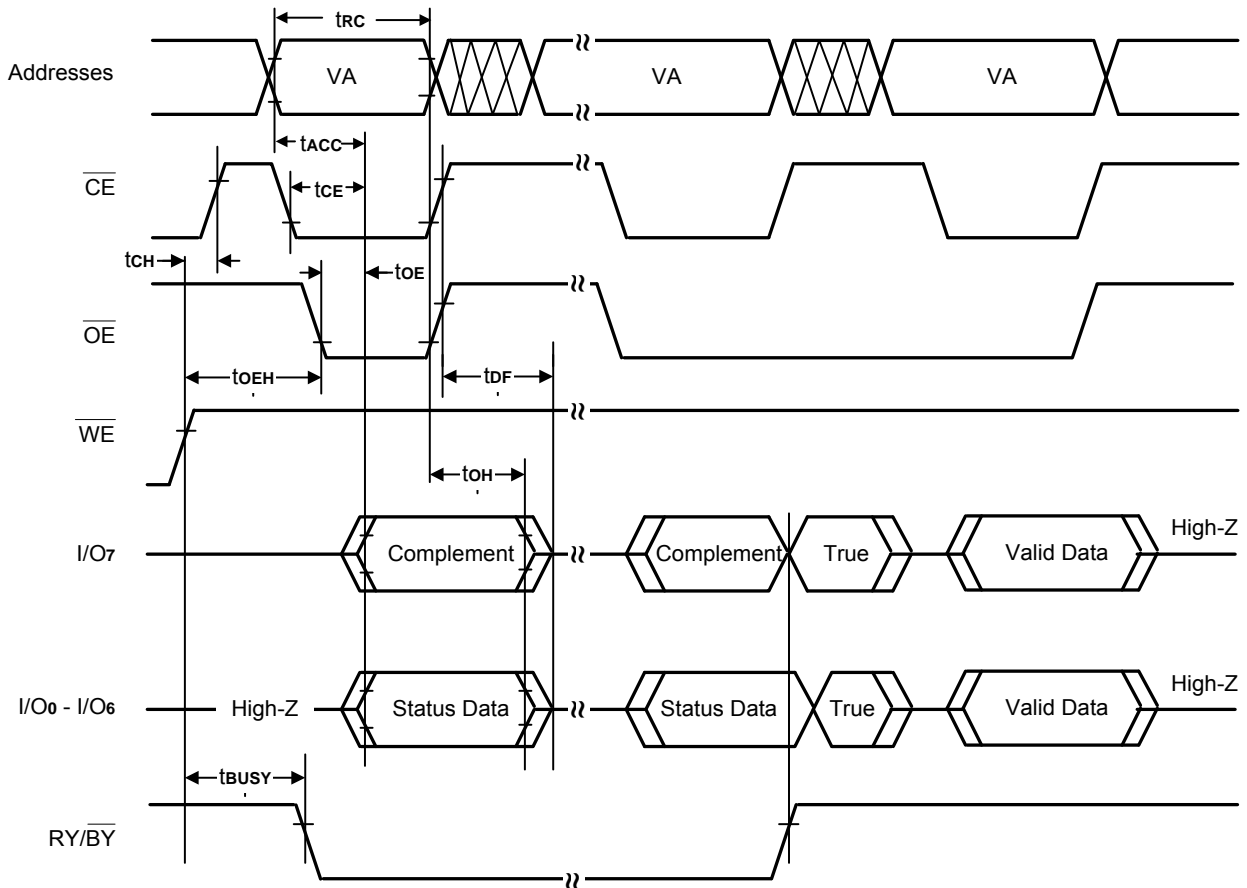 tRC
Addresses VA VA VA
tACC
CE
tCE
tCH
tOE
OE
tOEH tDF
WE
tOH
I/O7 Complement Complement True Valid Data High-Z
I/O0 - I/O6 High-Z Status Data Status Data True Valid Data High-Z
tBUSY
RY/BY